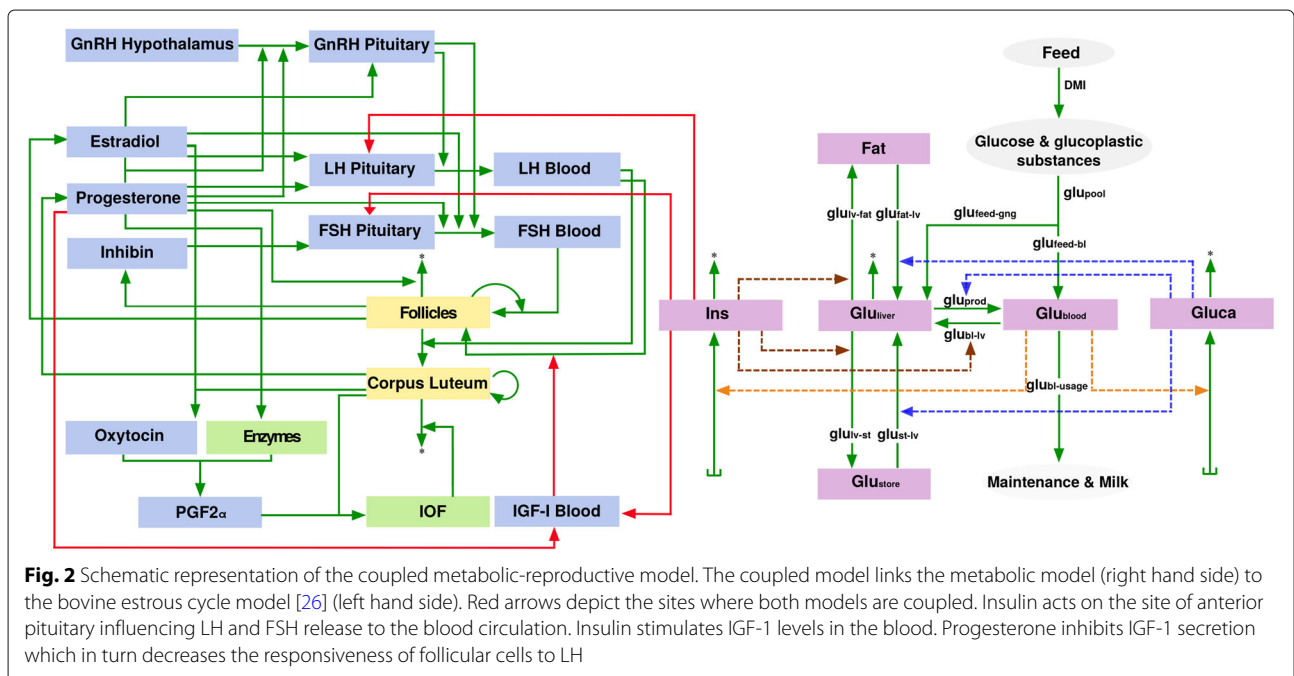 GnRH Hypothalamus
GnRH Pituitary
Estradiol
LH Pituitary
LH Blood
Progesterone
FSH Pituitary
FSH Blood
Inhibin
*
Follicles
Corpus Luteum
Oxytocin
Enzymes
*
PGF2α
IOF
IGF-I Blood
Feed
DMI
Glucose & glucoplastic
substances
Fat
glupool
glulv-fat
glufat-lv
glufeed-gng
glufeed-bl
*
*
*
Ins
Gluliver
gluprod
Glublood
Gluca
glubl-lv
glubl-usage
glulv-st
glust-lv
Glustore
Maintenance & Milk
Fig. 2 Schematic representation of the coupled metabolic-reproductive model. The coupled model links the metabolic model (right hand side) to
the bovine estrous cycle model [26] (left hand side). Red arrows depict the sites where both models are coupled. Insulin acts on the site of anterior
pituitary influencing LH and FSH release to the blood circulation. Insulin stimulates IGF-1 levels in the blood. Progesterone inhibits IGF-1 secretion
which in turn decreases the responsiveness of follicular cells to LH